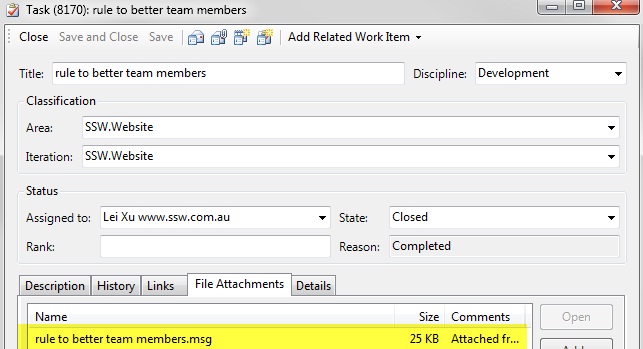 Task (8170): rule to better team members
Close Save and Close Save Add Related Work Item
Title: rule to better team members Discipline: Development
Classification
Area: SSW.Website
Iteration: SSW.Website
Status
Assigned to: Lei Xu www.ssw.com.au State: Closed
Rank: Reason: Completed
Description History Links File Attachments Details
Name Size Comments Open
rule to better team members.msg 25 KB Attached fr...